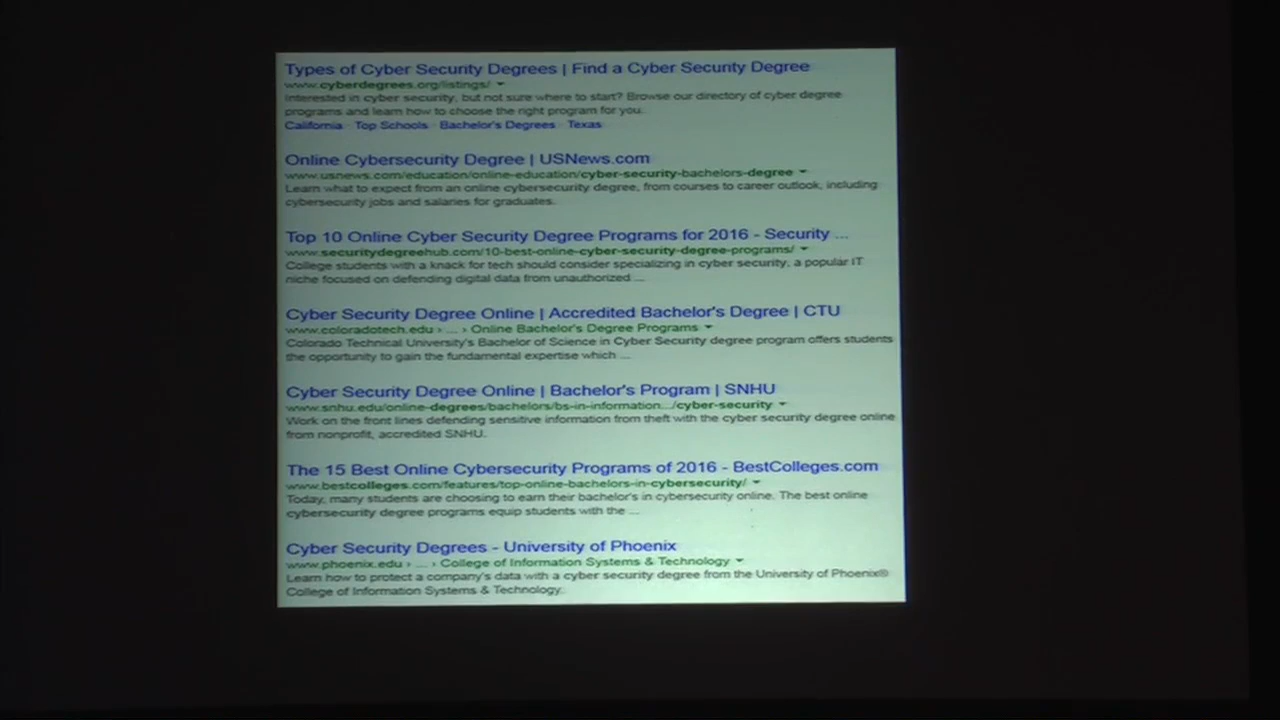 Types of Cyber Security Degrees | Find a Cyber Security Degree
www.cyberdegrees.org/listings/
Interested in cyber security, but not sure where to start? Browse our directory of cyber degree
programs and learn how to choose the right program for you.
California Top Schools Bachelor's Degrees Texas
Online Cybersecurity Degree | USNews.com
www.usnews.com/education/online-education/cyber-security-bachelors-degree
Learn what to expect from an online cybersecurity degree, from courses to career outlook, including
cybersecurity jobs and salaries for graduates.
Top 10 Online Cyber Security Degree Programs for 2016 - Security ...
www.securitydegreehub.com/10-best-online-cyber-security-degree-programs/
College students with a knack for tech should consider specializing in cyber security, a popular IT
niche focused on defending digital data from unauthorized ...
Cyber Security Degree Online | Accredited Bachelor's Degree | CTU
www.coloradotech.edu › ... › Online Bachelor's Degree Programs
Colorado Technical University's Bachelor of Science in Cyber Security degree program offers students
the opportunity to gain the fundamental expertise which ...
Cyber Security Degree Online | Bachelor's Program | SNHU
www.snhu.edu/online-degrees/bachelors/bs-in-information.../cyber-security
Work on the front lines defending sensitive information from theft with the cyber security degree online
from nonprofit, accredited SNHU.
The 15 Best Online Cybersecurity Programs of 2016 - BestColleges.com
www.bestcolleges.com/features/top-online-bachelors-in-cybersecurity/
Today, many students are choosing to earn their bachelor's in cybersecurity online. The best online
cybersecurity degree programs equip students with the ...
Cyber Security Degrees - University of Phoenix
www.phoenix.edu › ... › College of Information Systems & Technology
Learn how to protect a company's data with a cyber security degree from the University of Phoenix®
College of Information Systems & Technology.